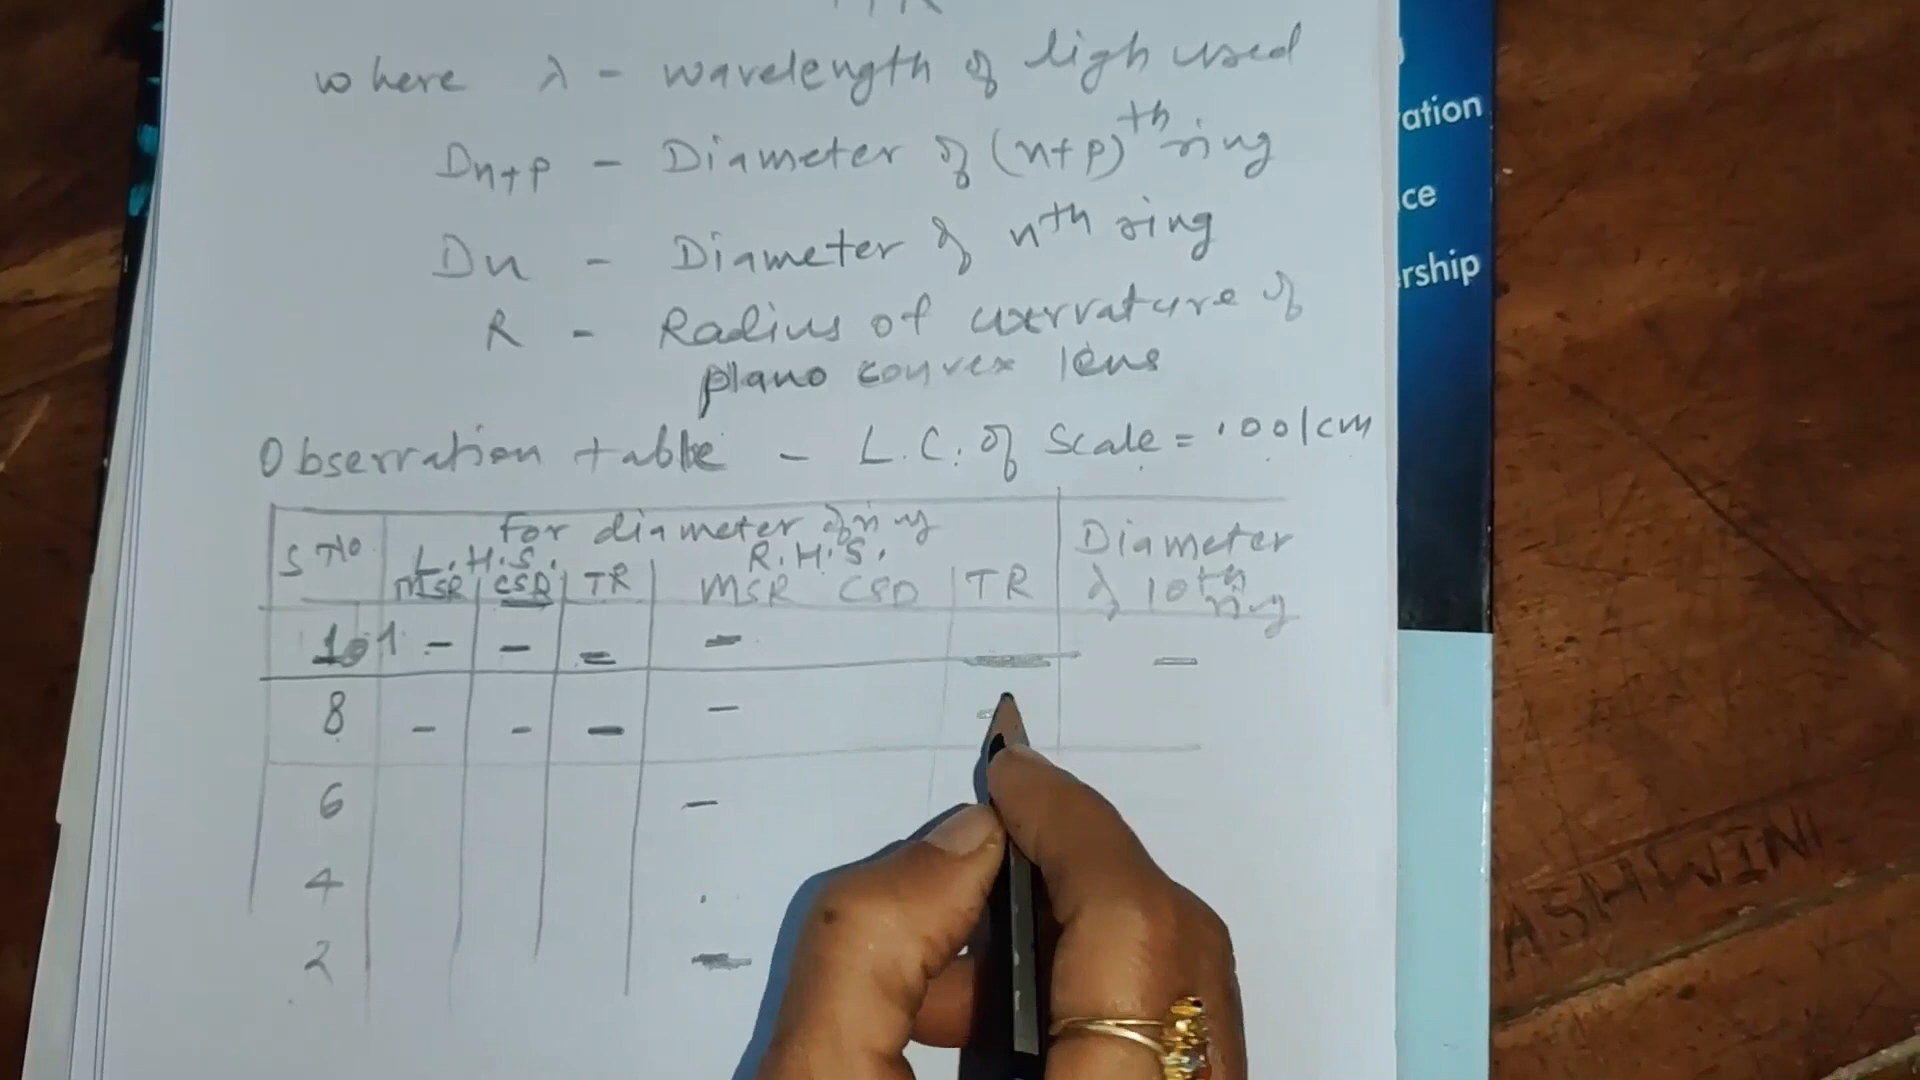 where λ - wavelength of ligh used
Dn+p - Diameter of (n+p)th ring
Dn - Diameter of nth ring
R - Radius of curvature of
plano convex lens
Observation table - L.C. of Scale = .001cm
S No
for diameter of ring
L.H.S. R.H.S.
MSR CSD TR MSR CSD TR
Diameter
of 10th ring
10th - - - - - -
8 - - - - -
6 -
4 .
2 -
ation
ce
rship
ASHWINI